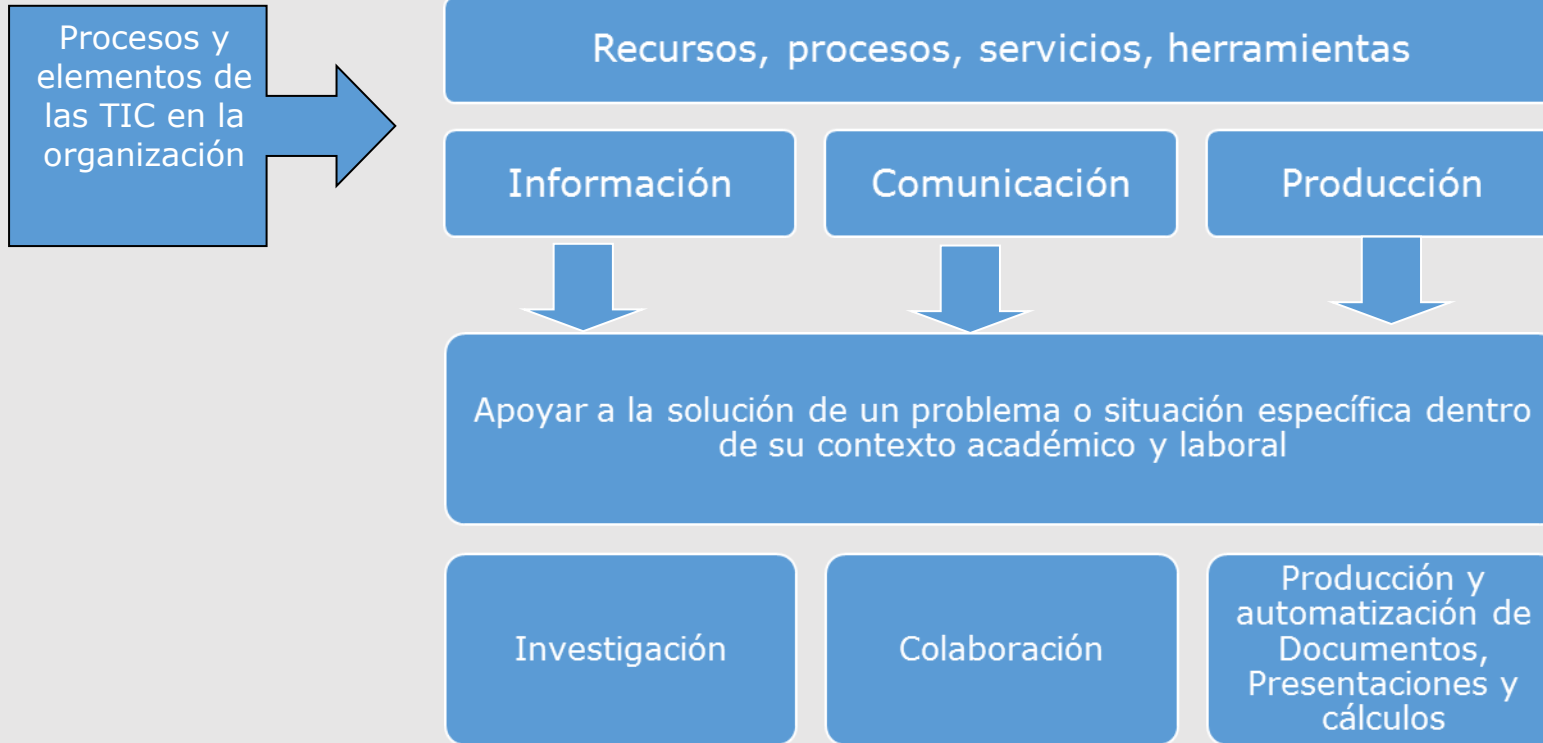 Procesos y
elementos de
las TIC en la
organización
Recursos, procesos, servicios, herramientas
Información
Comunicación
Producción
Apoyar a la solución de un problema o situación específica dentro
de su contexto académico y laboral
Investigación
Colaboración
Producción y
automatización de
Documentos,
Presentaciones y
cálculos